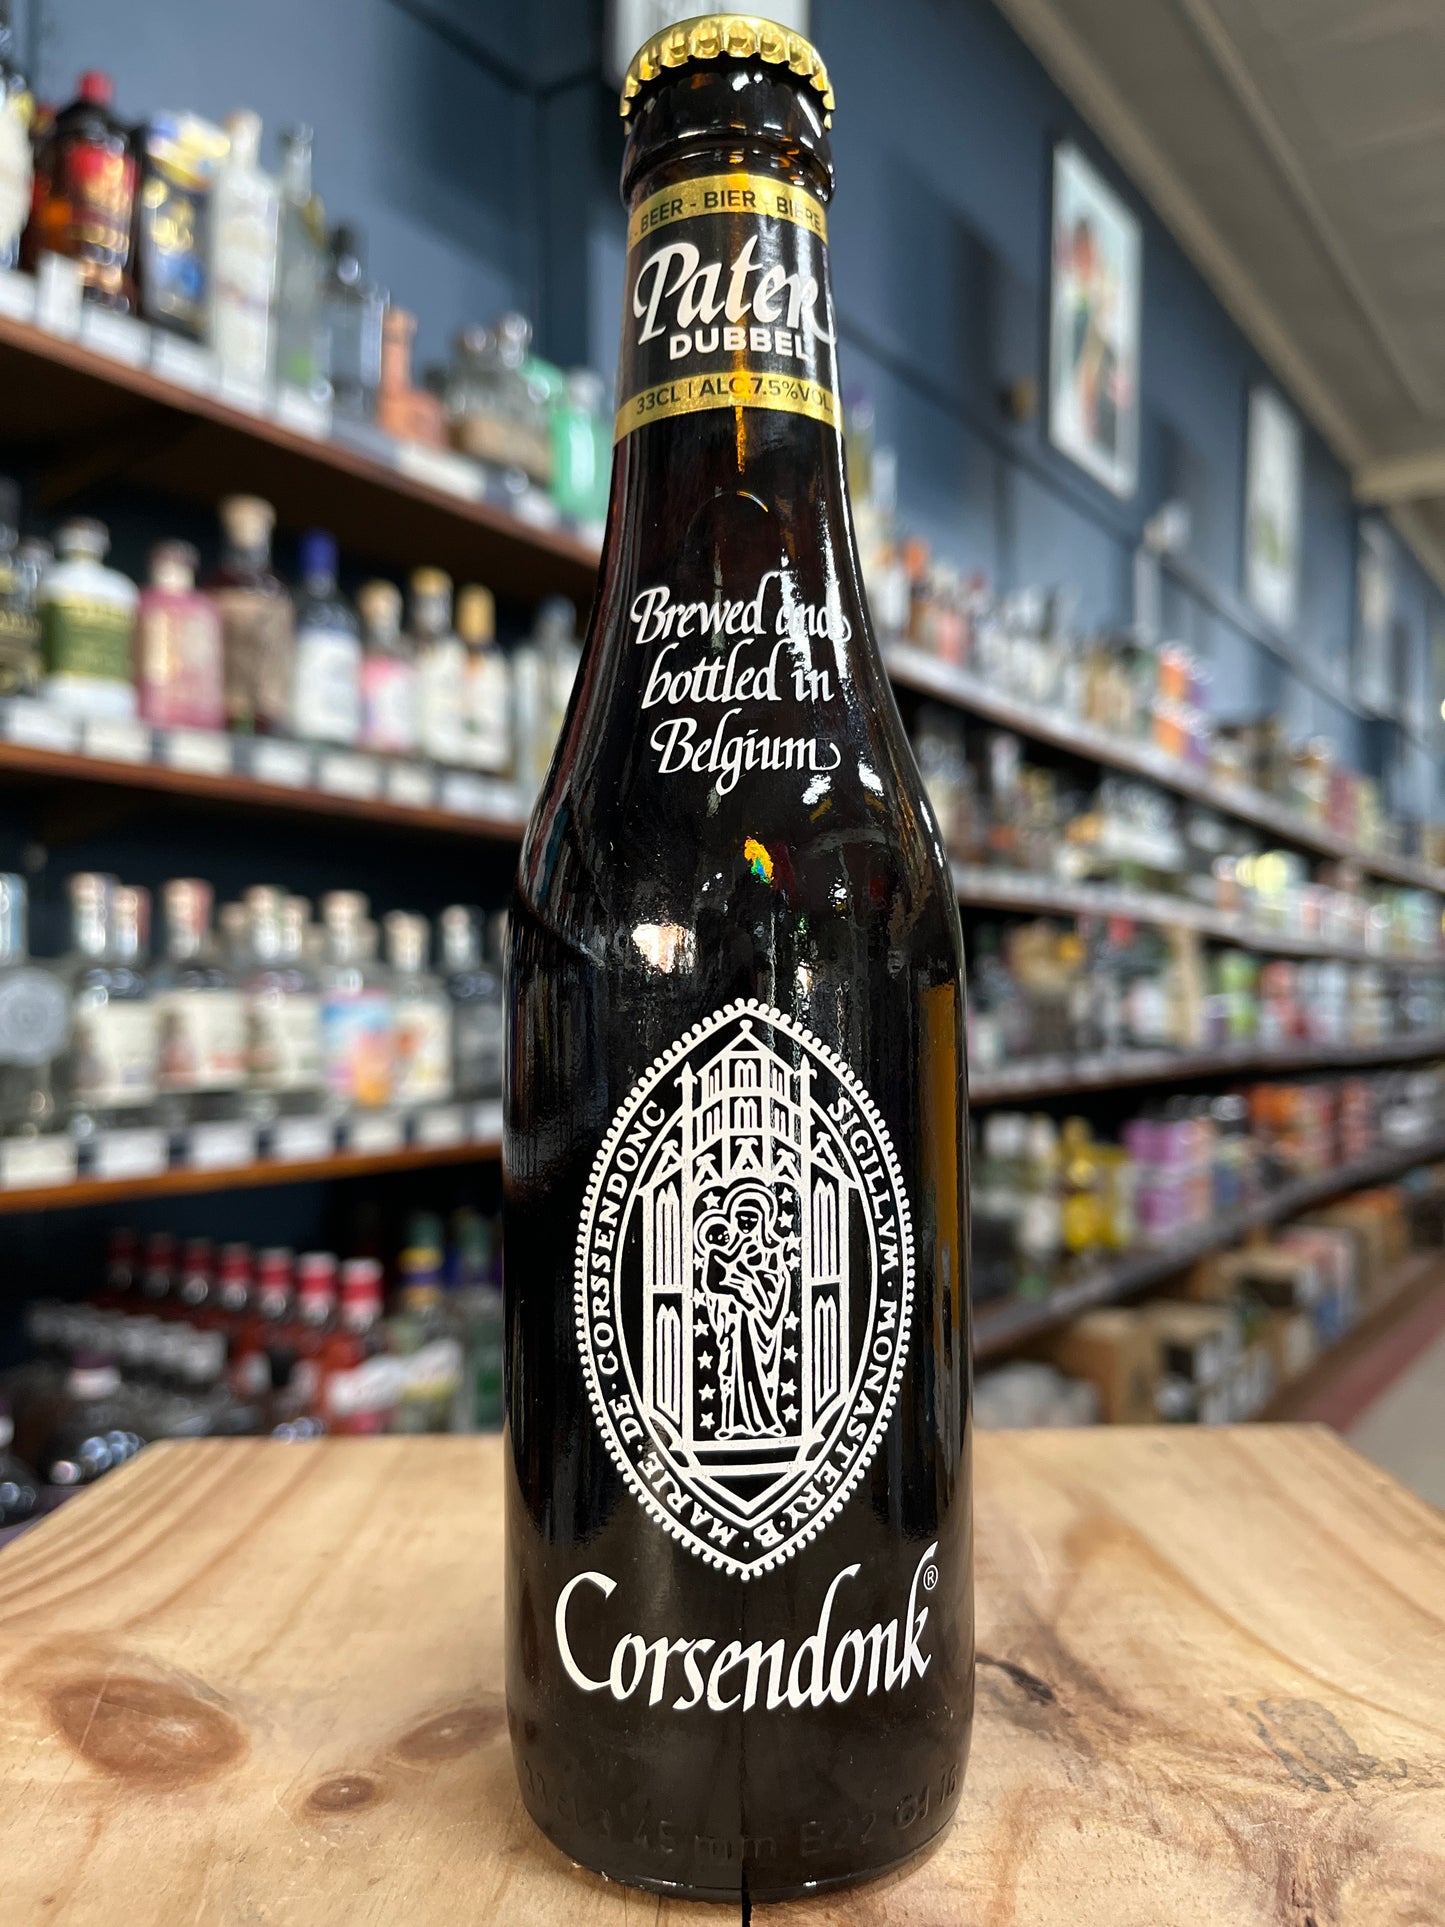 BEER - BIER - BIERE
Pater
DUBBEL
33CL | ALC.7.5%VOL.
Brewed and
bottled in
Belgium
SIGILLVM · MONASTERY · B · MARIE · DE · CORSSENDONC
Corsendonk®
45mm